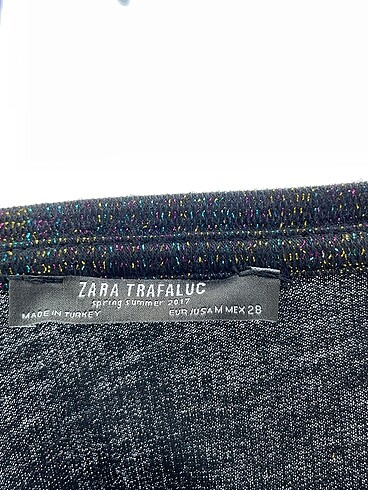 ZARA TRAFALUC
spring summer 2017
MADE IN TURKEY EUR M USA M MEX 28